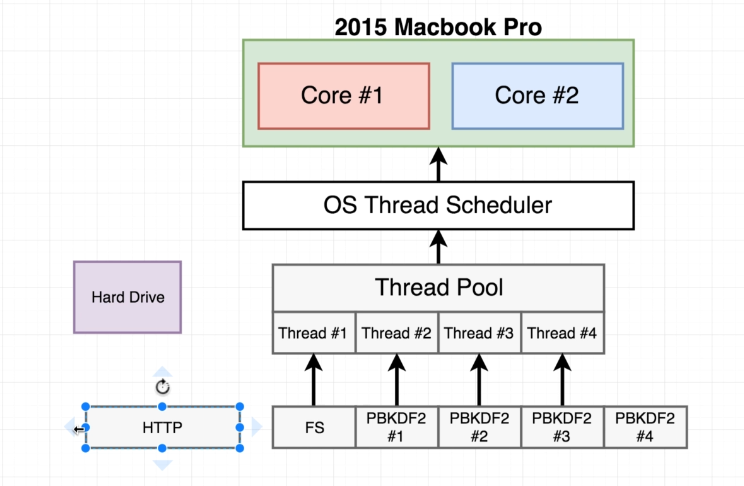 2015 Macbook Pro
Core #1
Core #2
OS Thread Scheduler
Hard Drive
Thread Pool
Thread #1
Thread #2
Thread #3
Thread #4
HTTP
FS
PBKDF2
#1
PBKDF2
#2
PBKDF2
#3
PBKDF2
#4